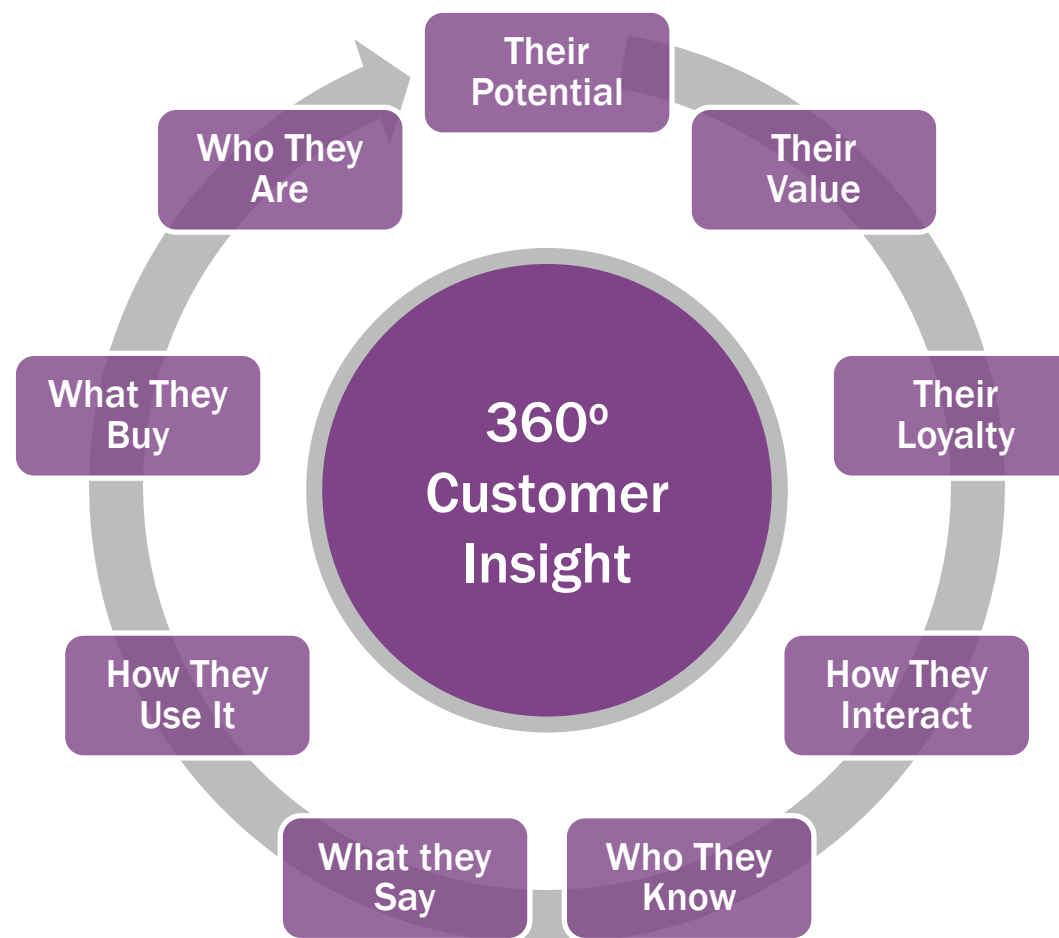 Their
Potential
Their
Value
Their
Loyalty
How They
Interact
Who They
Know
What they
Say
How They
Use It
What They
Buy
Who They
Are
360º
Customer
Insight